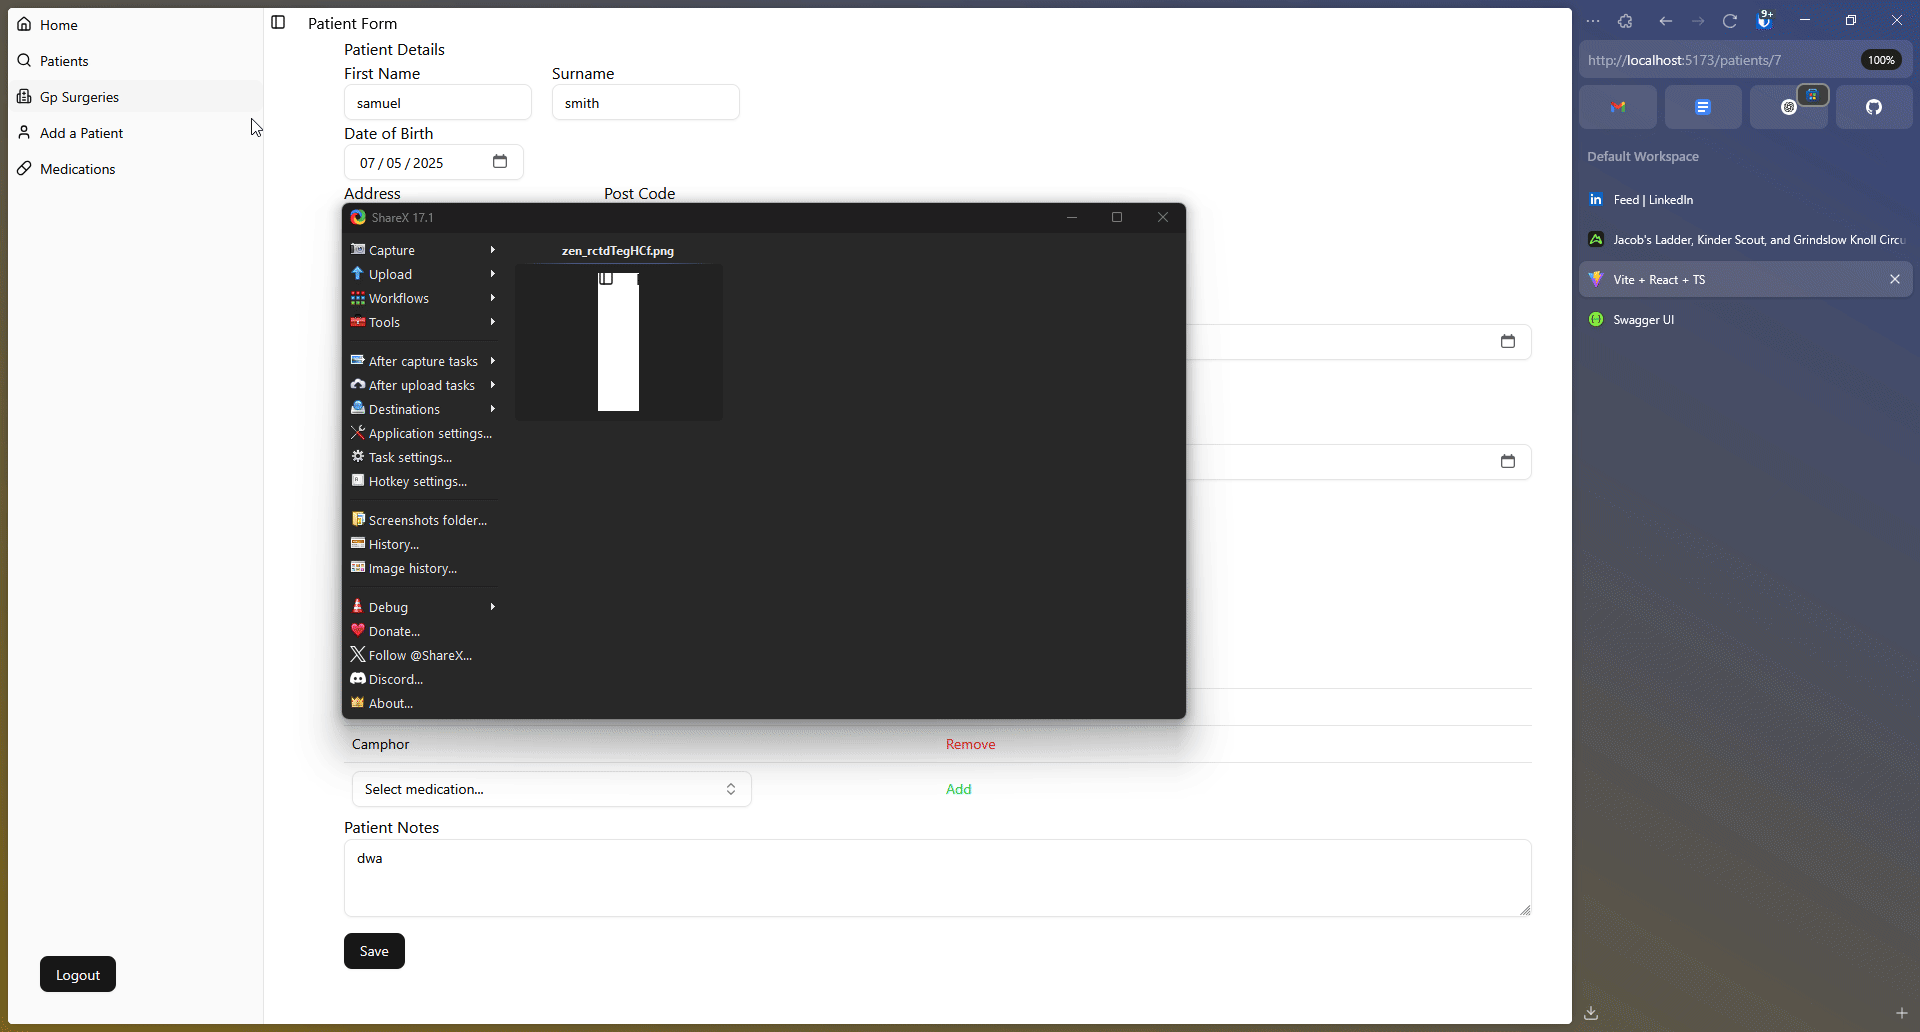 Home
Patients
Gp Surgeries
Add a Patient
Medications
Logout
Patient Form
Patient Details
First Name
Surname
samuel
smith
Date of Birth
07 / 05 / 2025
Address
Post Code
ShareX 17.1
Capture
Upload
Workflows
Tools
After capture tasks
After upload tasks
Destinations
Application settings...
Task settings...
Hotkey settings...
Screenshots folder...
History...
Image history...
Debug
Donate...
Follow @ShareX...
Discord...
About...
zen_rctdTegHCf.png
Camphor
Remove
Select medication...
Add
Patient Notes
dwa
Save
9+
http://localhost:5173/patients/7
100%
Default Workspace
Feed | LinkedIn
Jacob's Ladder, Kinder Scout, and Grindslow Knoll Circu
Vite + React + TS
Swagger UI